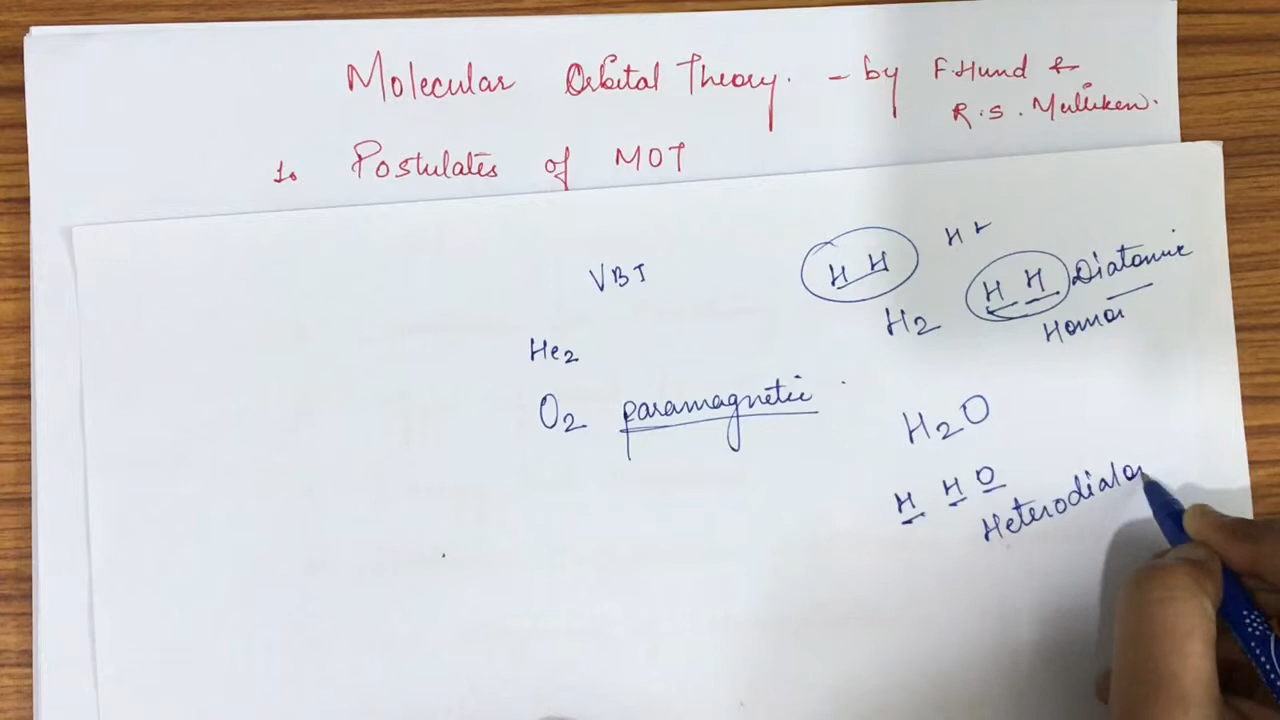 Molecular Orbital Theory. - by F.Hund &
R.S. Mulliken.
1. Postulates of MOT
VBT
H H
H
H2
H H Diatomic
Homo
He2
O2 paramagnetic
H2O
H H O
Heterodiato